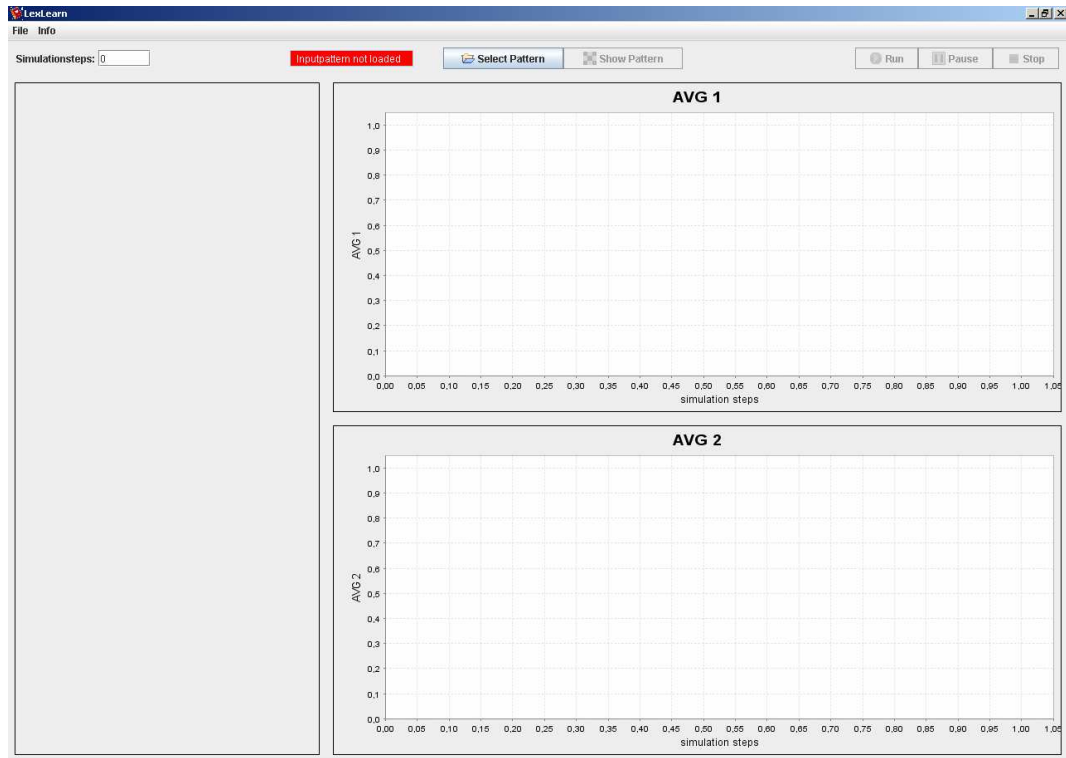 LexLearn
File Info
Simulationsteps: 0 Inputpattern not loaded Select Pattern Show Pattern Run Pause Stop
AVG 1
1,0
0,9
0,8
0,7
0,6
0,5
0,4
0,3
0,2
0,1
0,0
AVG 1
0,00 0,05 0,10 0,15 0,20 0,25 0,30 0,35 0,40 0,45 0,50 0,55 0,60 0,65 0,70 0,75 0,80 0,85 0,90 0,95 1,00 1,05
simulation steps
AVG 2
1,0
0,9
0,8
0,7
0,6
0,5
0,4
0,3
0,2
0,1
0,0
AVG 2
0,00 0,05 0,10 0,15 0,20 0,25 0,30 0,35 0,40 0,45 0,50 0,55 0,60 0,65 0,70 0,75 0,80 0,85 0,90 0,95 1,00 1,05
simulation steps